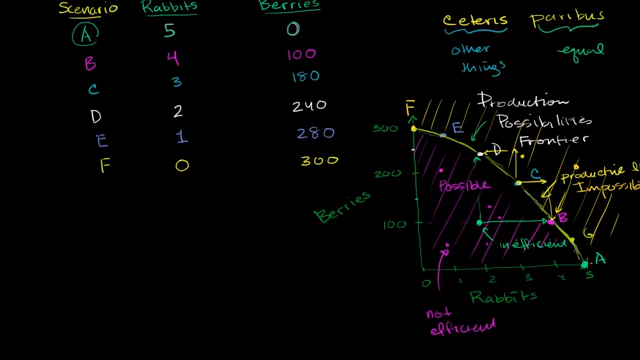 Scenario Rabbits Berries
A 5 0
B 4 100
C 3 180
D 2 240
E 1 280
F 0 300
ceteris paribus
other things
equal
Production
Possibilities
Frontier
F
E
D
C
B
G
A
300
200
100
Berries
Possible
Impossib
inefficient
0 1 2 3 4 5
Rabbits
not
efficient